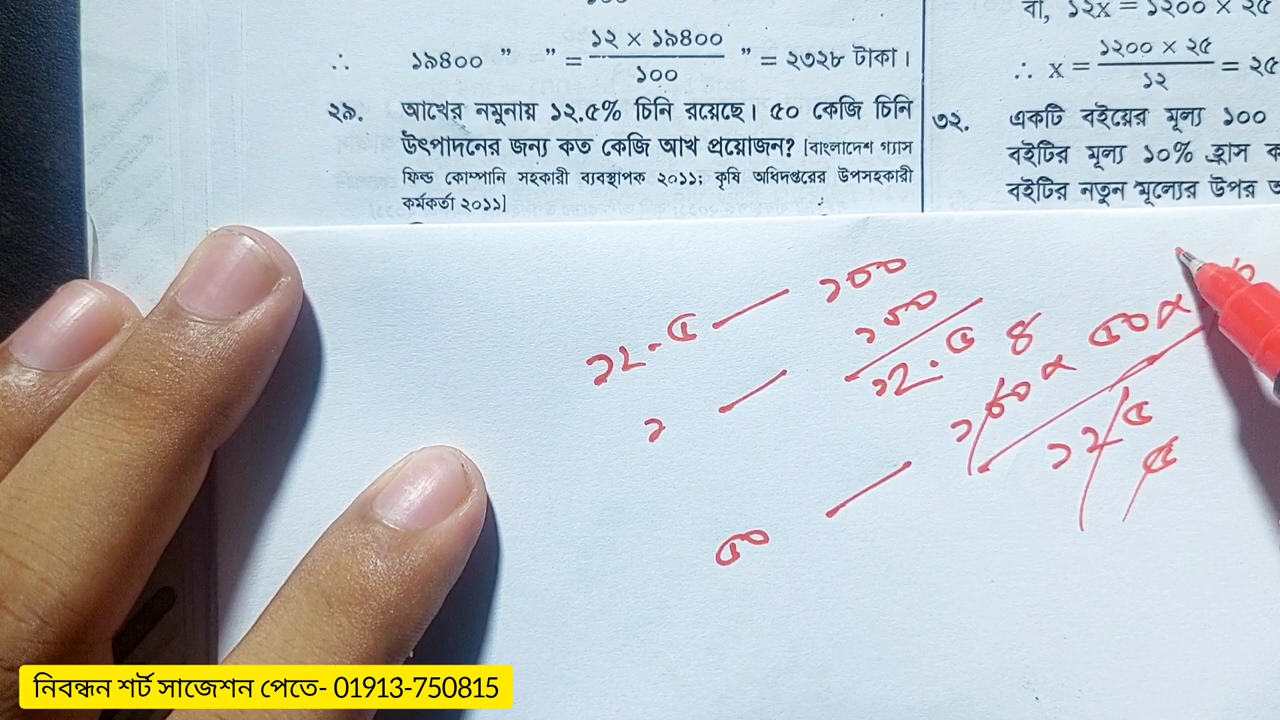 ১০০
∴ ১৯৪০০ ” ” = ১২ × ১৯৪০০ / ১০০ ” = ২৩২৮ টাকা।
২৯. আখের নমুনায় ১২.৫% চিনি রয়েছে। ৫০ কেজি চিনি
উৎপাদনের জন্য কত কেজি আখ প্রয়োজন? [বাংলাদেশ গ্যাস
ফিল্ড কোম্পানি সহকারী ব্যবস্থাপক ২০১১; কৃষি অধিদপ্তরের উপসহকারী
কর্মকর্তা ২০১১]
বা, ১২x = ১২০০ × ২৫
∴ x = ১২০০ × ২৫ / ১২ = ২৫
৩২. একটি বইয়ের মূল্য ১০০
বইটির মূল্য ১০% হ্রাস ক
বইটির নতুন মূল্যের উপর
১২.৫ — ১০০
১ — ১০০ / ১২.৫
৪
৫০ — ১০০ × ৫০ ×
১২৫
৫
নিবন্ধন শর্ট সাজেশন পেতে- 01913-750815